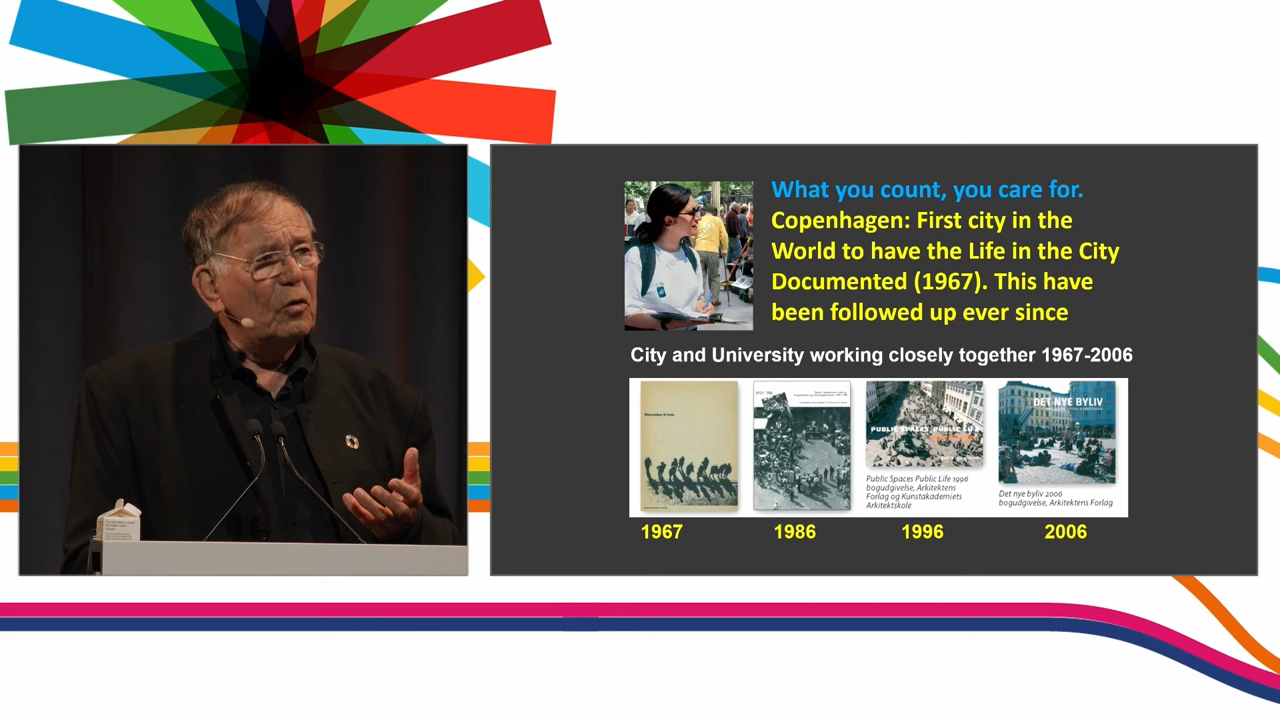 What you count, you care for.
Copenhagen: First city in the
World to have the Life in the City
Documented (1967). This have
been followed up ever since
City and University working closely together 1967-2006
PUBLIC SPACES, PUBLIC LIFE
DET NYE BYLIV
Public Spaces Public Life 1996
bogudgivelse, Arkitektens
Forlag og Kunstakademiets
Arkitektskole
Det nye byliv 2006
bogudgivelse, Arkitektens Forlag
1967
1986
1996
2006